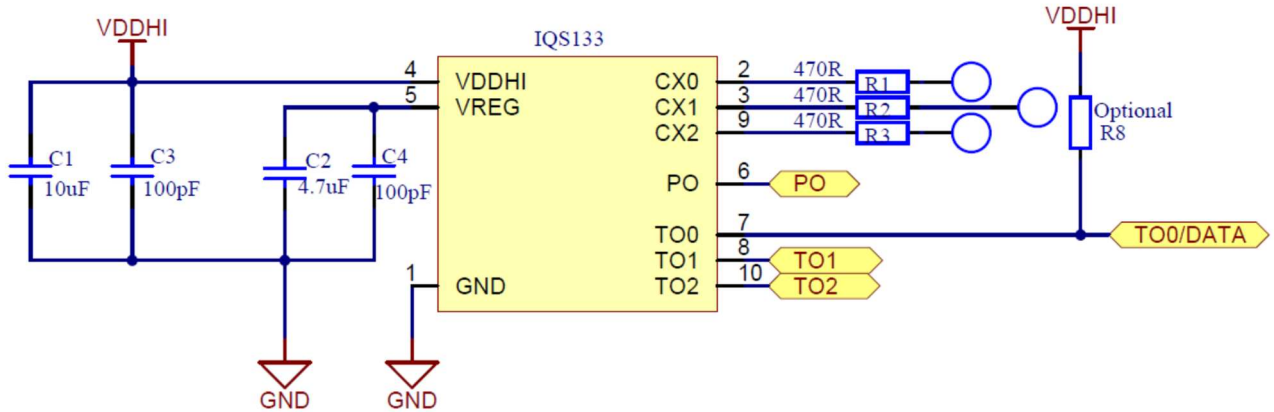 VDDHI
VDDHI
IQS133
4 VDDHI
5 VREG
CX0 2 470R R1
CX1 3 470R R2
CX2 9 470R R3
Optional
R8
C1
10uF
C3
100pF
C2
4.7uF
C4
100pF
PO 6 PO
TO0 7 TO0/DATA
TO1 8 TO1
1 GND
TO2 10 TO2
GND
GND